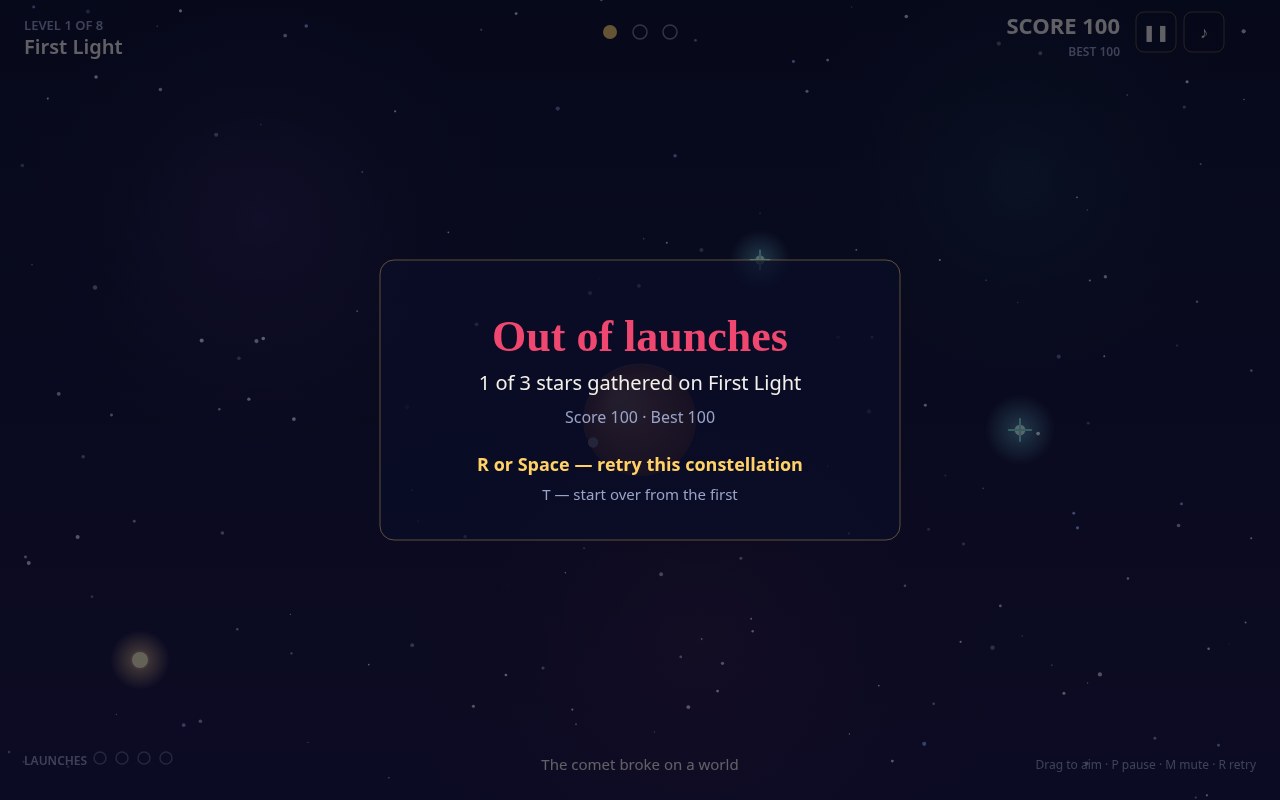 LEVEL 1 OF 8
First Light
SCORE 100
BEST 100
Out of launches
1 of 3 stars gathered on First Light
Score 100 · Best 100
R or Space — retry this constellation
T — start over from the first
LAUNCHES
The comet broke on a world
Drag to aim · P pause · M mute · R retry